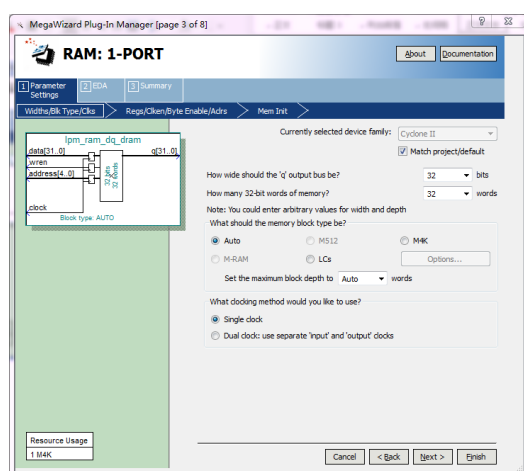 MegaWizard Plug-In Manager [page 3 of 8]
RAM: 1-PORT
About
Documentation
1 Parameter Settings
2 EDA
3 Summary
Widths/Blk Type/Clks
Regs/Clken/Byte Enable/Adrs
Mem Init
lpm_ram_dq_dram
data[31..0]
q[31..0]
wren
address[4..0]
32 bits
32 words
clock
Block type: AUTO
Currently selected device family:
Cyclone II
Match project/default
How wide should the 'q' output bus be?
32
bits
How many 32-bit words of memory?
32
words
Note: You could enter arbitrary values for width and depth
What should the memory block type be?
Auto
M512
M4K
M-RAM
LCs
Options...
Set the maximum block depth to
Auto
words
What clocking method would you like to use?
Single clock
Dual clock: use separate 'input' and 'output' clocks
Resource Usage
1 M4K
Cancel
< Back
Next >
Finish